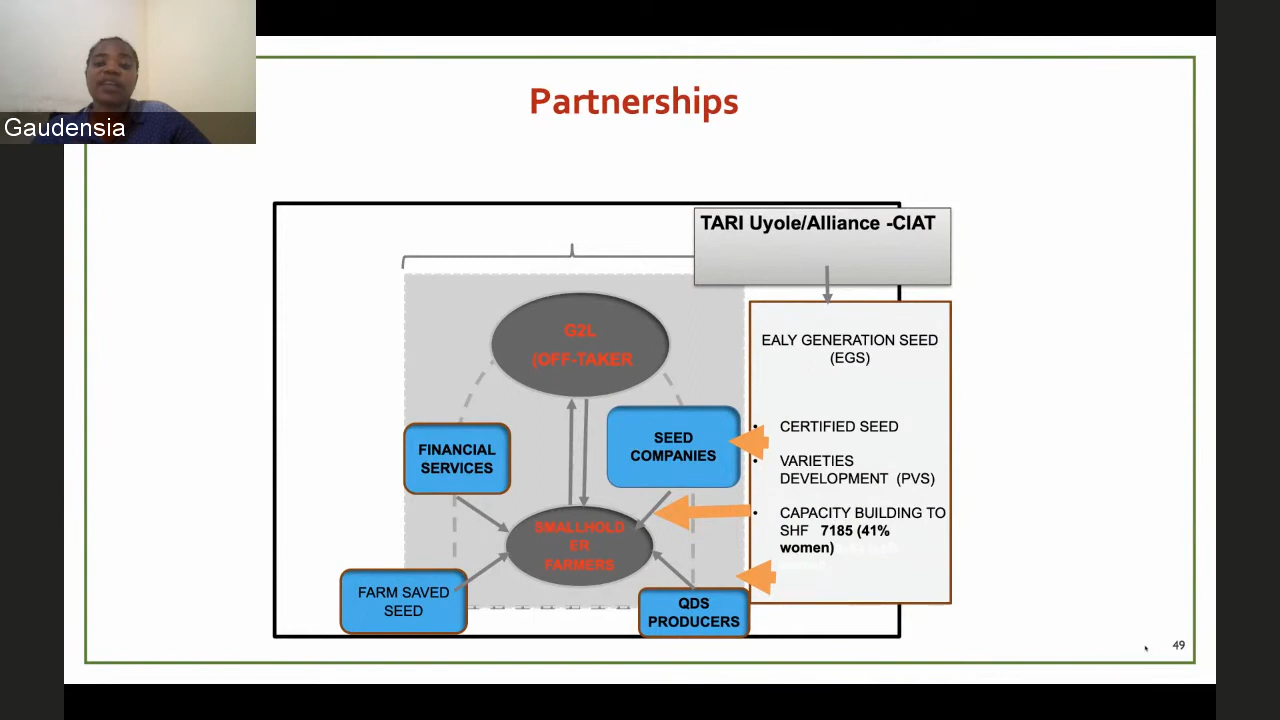 Gaudensia
Partnerships
TARI Uyole/Alliance -CIAT
G2L
(OFF-TAKER
EALY GENERATION SEED
(EGS)
FINANCIAL
SERVICES
SEED
COMPANIES
• CERTIFIED SEED
• VARIETIES
DEVELOPMENT (PVS)
• CAPACITY BUILDING TO
SHF 7185 (41%
women)
SMALLHOLD
ER
FARMERS
FARM SAVED
SEED
QDS
PRODUCERS
49